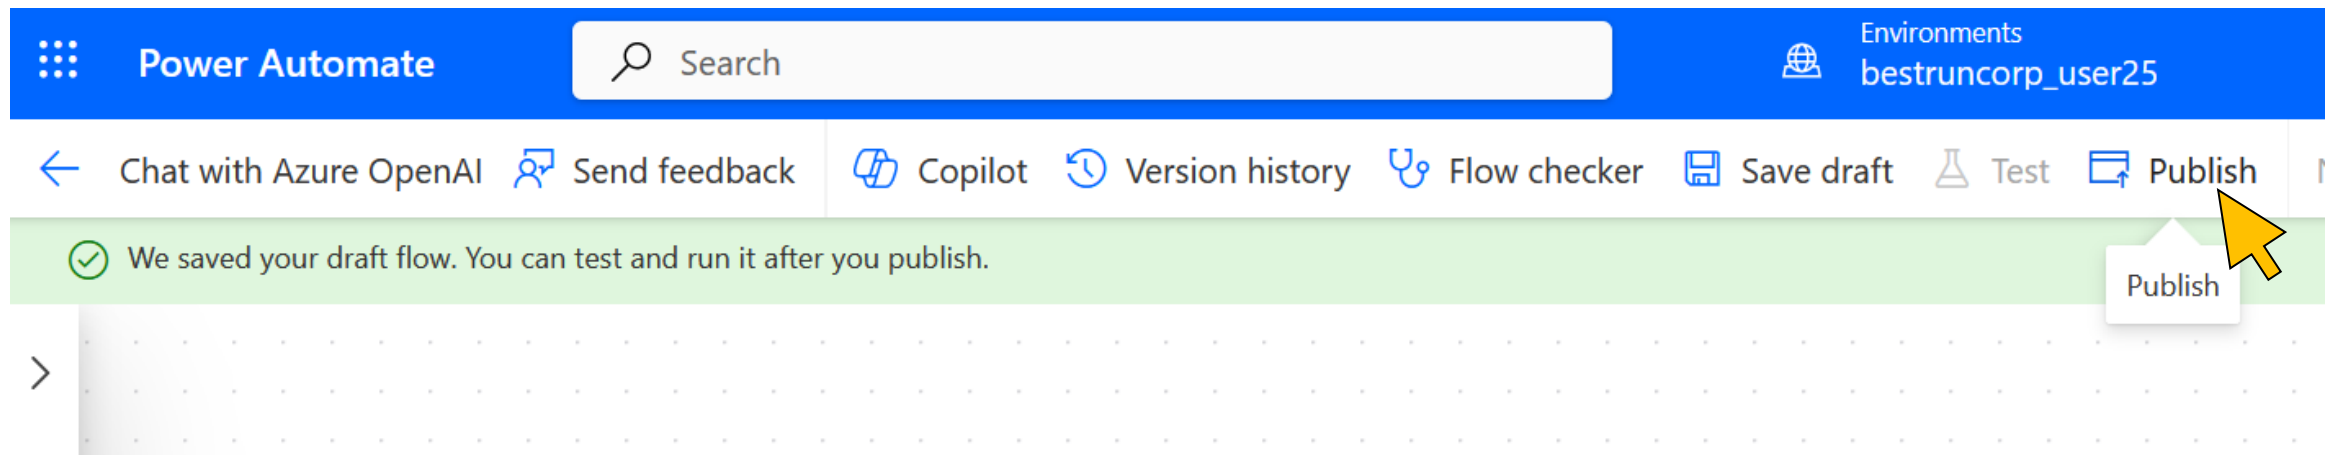 Power Automate
Search
Environments
bestruncorp_user25
Chat with Azure OpenAI Send feedback Copilot Version history Flow checker Save draft Test Publish
We saved your draft flow. You can test and run it after you publish.
Publish